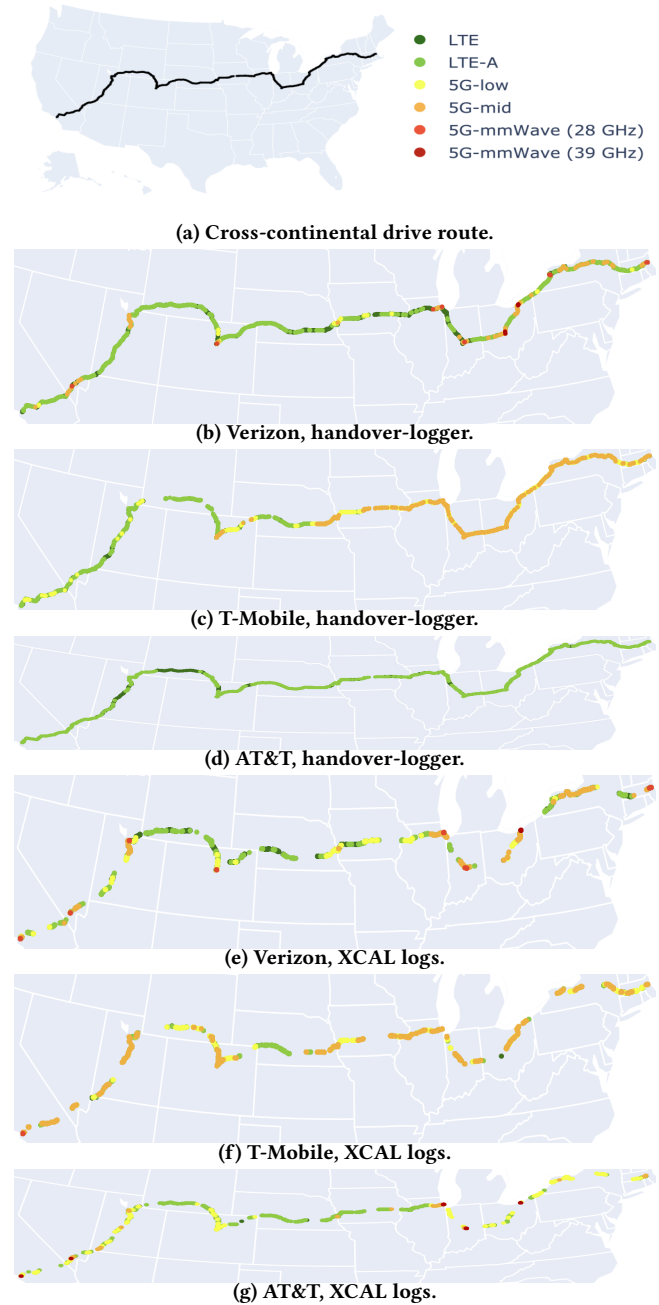 LTE
LTE-A
5G-low
5G-mid
5G-mmWave (28 GHz)
5G-mmWave (39 GHz)
(a) Cross-continental drive route.
(b) Verizon, handover-logger.
(c) T-Mobile, handover-logger.
(d) AT&T, handover-logger.
(e) Verizon, XCAL logs.
(f) T-Mobile, XCAL logs.
(g) AT&T, XCAL logs.